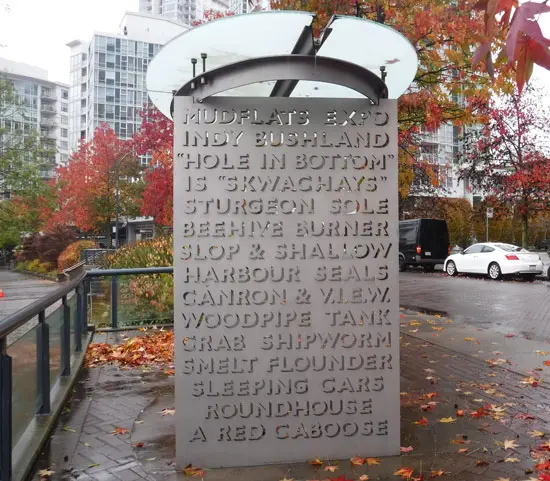 MUDFLATS EXPO
INDY BUSHLAND
"HOLE IN BOTTOM"
IS "SKWACHAYS"
STURGEON SOLE
BEEHIVE BURNER
SLOP & SHALLOW
HARBOUR SEALS
CANRON & V.I.E.W.
WOODPIPE TANK
CRAB SHIPWORM
SMELT FLOUNDER
SLEEPING CARS
ROUNDHOUSE
A RED CABOOSE